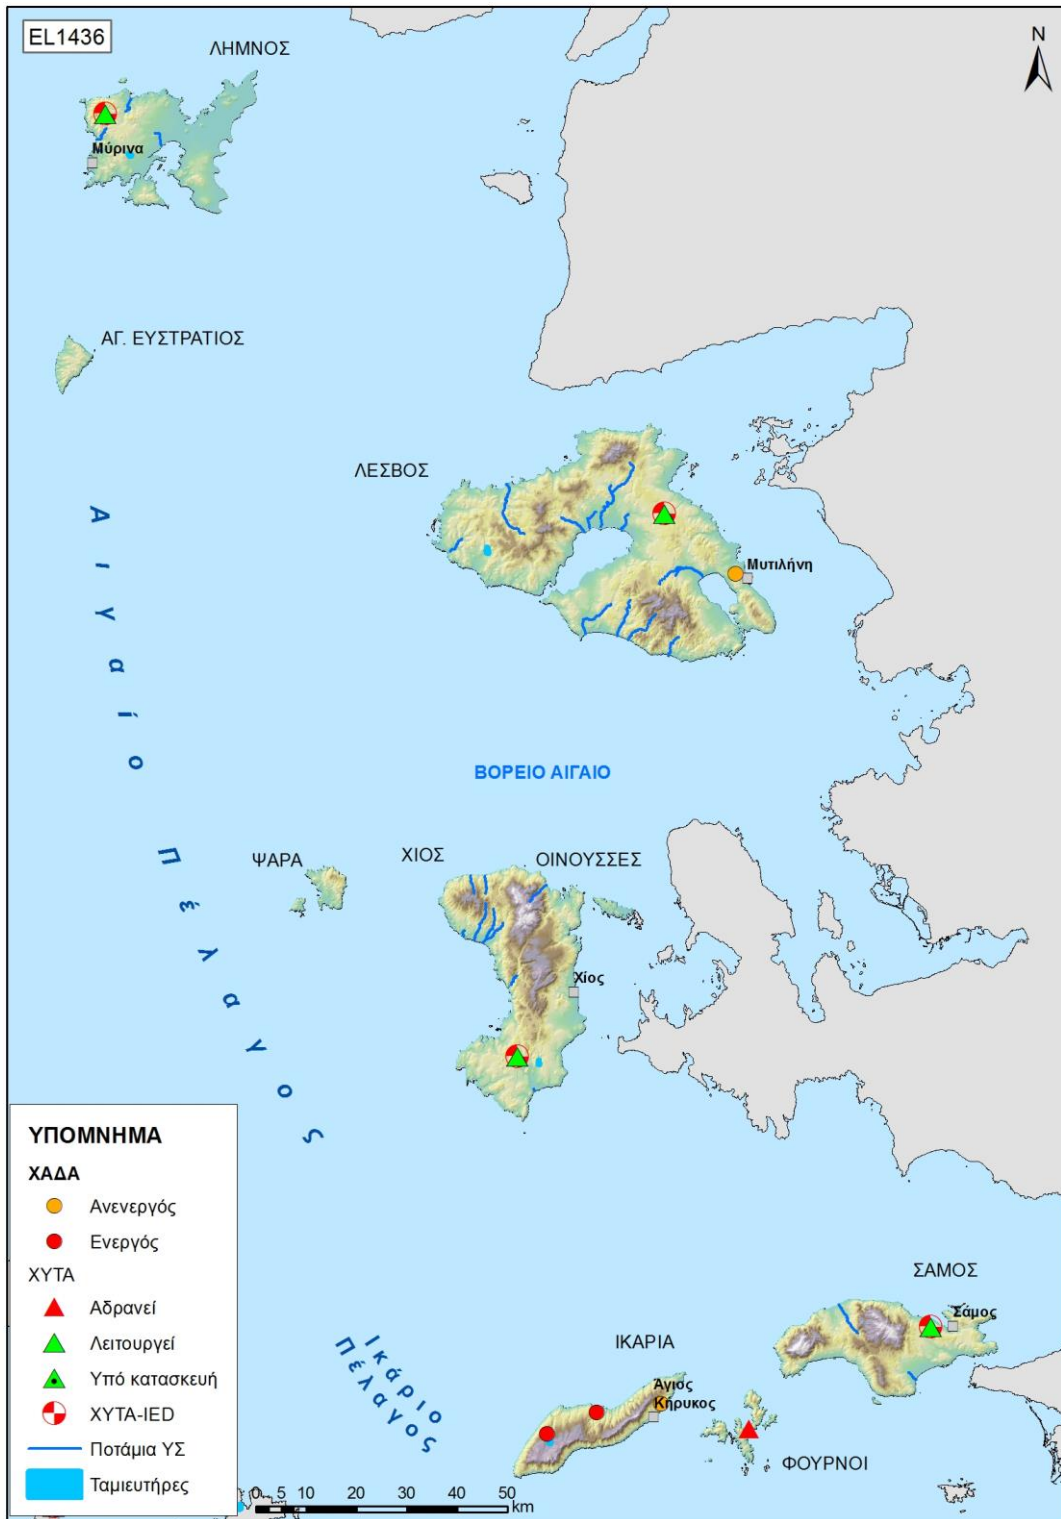 EL1436
N
ΛΗΜΝΟΣ
Μύρινα
ΑΓ. ΕΥΣΤΡΑΤΙΟΣ
ΛΕΣΒΟΣ
Μυτιλήνη
Αιγαίο Πέλαγος
ΒΟΡΕΙΟ ΑΙΓΑΙΟ
ΨΑΡΑ
ΧΙΟΣ
ΟΙΝΟΥΣΣΕΣ
Χίος
ΣΑΜΟΣ
Σάμος
ΙΚΑΡΙΑ
Άγιος
Κήρυκος
ΦΟΥΡΝΟΙ
Ικάριο
Πέλαγος
ΥΠΟΜΝΗΜΑ
ΧΑΔΑ
Ανενεργός
Ενεργός
ΧΥΤΑ
Αδρανεί
Λειτουργεί
Υπό κατασκευή
ΧΥΤΑ-IED
Ποτάμια ΥΣ
Ταμιευτήρες
0 5 10 20 30 40 50
km